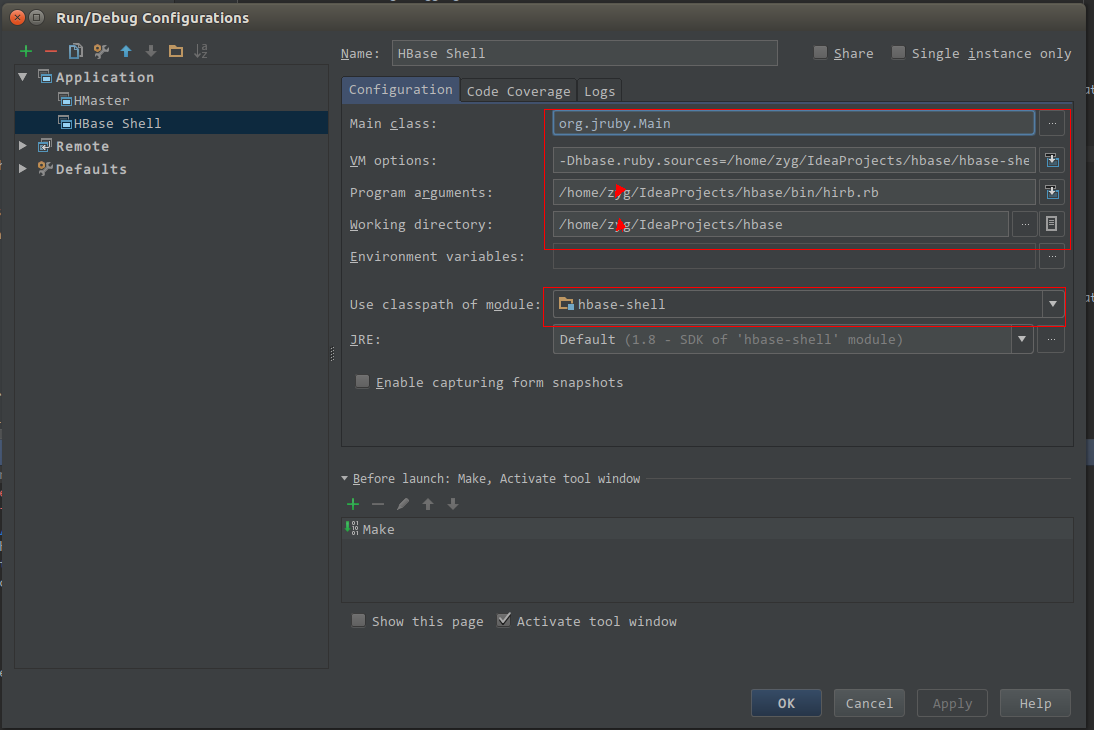 Run/Debug Configurations
Name: HBase Shell Share Single instance only
Application
HMaster
HBase Shell
Remote
Defaults
Configuration Code Coverage Logs
Main class: org.jruby.Main ...
VM options: -Dhbase.ruby.sources=/home/zyg/IdeaProjects/hbase/hbase-she
Program arguments: /home/zyg/IdeaProjects/hbase/bin/hirb.rb
Working directory: /home/zyg/IdeaProjects/hbase ...
Environment variables: ...
Use classpath of module: hbase-shell
JRE: Default (1.8 - SDK of 'hbase-shell' module) ...
Enable capturing form snapshots
Before launch: Make, Activate tool window
Make
Show this page Activate tool window
OK Cancel Apply Help